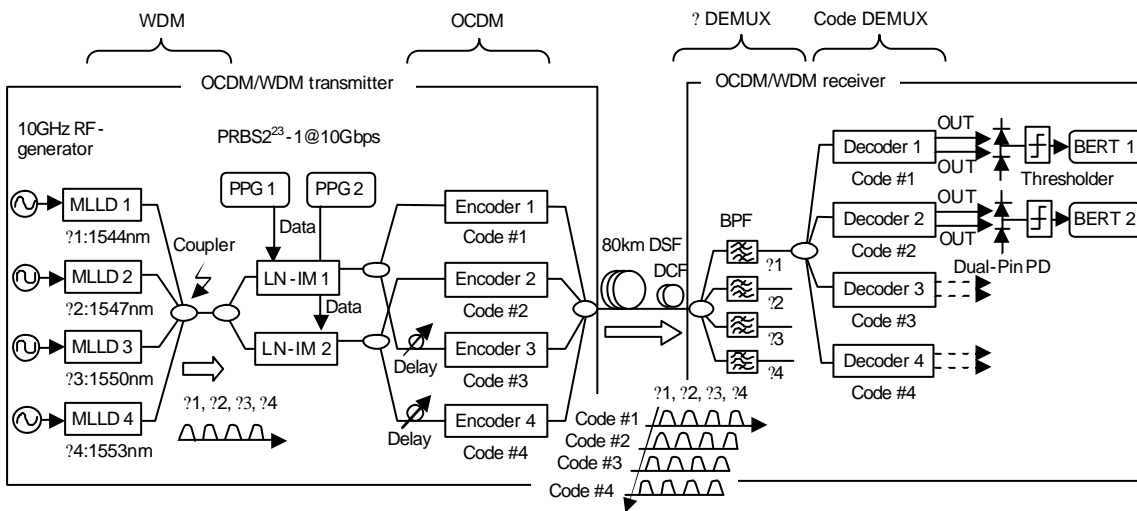 WDM
OCDM
? DEMUX
Code DEMUX
OCDM/WDM transmitter
OCDM/WDM receiver
10GHz RF-
generator
PRBS2²³-1@10Gbps
PPG 1
PPG 2
Data
Data
MLLD 1
?1:1544nm
MLLD 2
?2:1547nm
MLLD 3
?3:1550nm
MLLD 4
?4:1553nm
Coupler
?1, ?2, ?3, ?4
LN-IM 1
LN-IM 2
Delay
Delay
Encoder 1
Code #1
Encoder 2
Code #2
Encoder 3
Code #3
Encoder 4
Code #4
80km DSF
DCF
BPF
?1
?2
?3
?4
?1, ?2, ?3, ?4
Code #1
Code #2
Code #3
Code #4
Decoder 1
Code #1
Decoder 2
Code #2
Decoder 3
Code #3
Decoder 4
Code #4
OUT
OUT
OUT
OUT
Thresholder
Dual-Pin PD
BERT 1
BERT 2